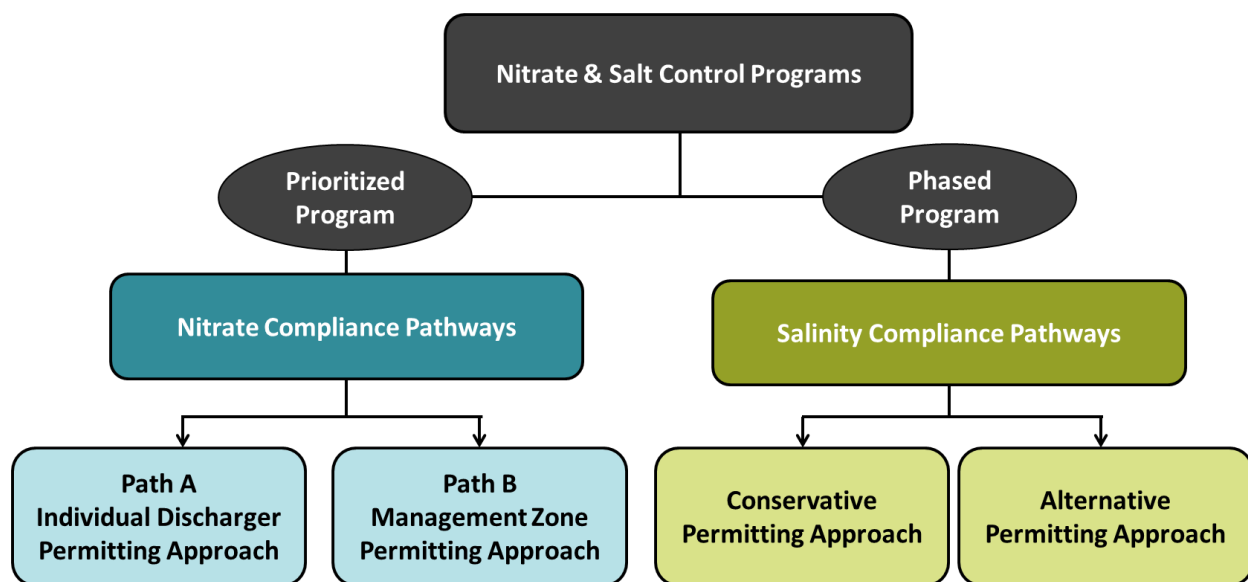 Nitrate & Salt Control Programs
Prioritized
Program
Phased
Program
Nitrate Compliance Pathways
Salinity Compliance Pathways
Path A
Individual Discharger
Permitting Approach
Path B
Management Zone
Permitting Approach
Conservative
Permitting Approach
Alternative
Permitting Approach